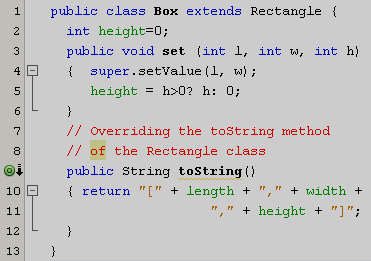 1 public class Box extends Rectangle {
2 int height=0;
3 public void set (int l, int w, int h)
4 { super.setValue(l, w);
5 height = h>0? h: 0;
6 }
7 // Overriding the toString method
8 // of the Rectangle class
public String toString()
10 { return "[" + length + "," + width +
11 "," + height + "]";
12 }
13 }